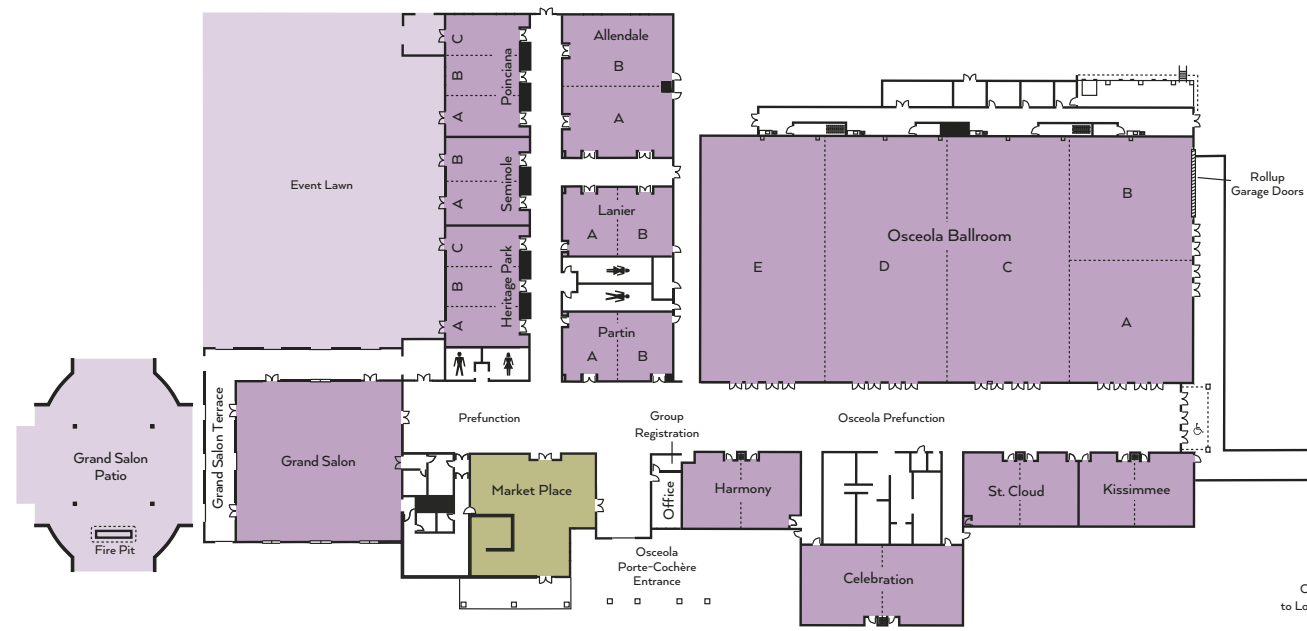 Event Lawn
C
B
A
Poinciana
B
A
Seminole
C
B
A
Heritage Park
Allendale
B
A
Lanier
A
B
Partin
A
B
Osceola Ballroom
E
D
C
B
A
Rollup
Garage Doors
Grand Salon
Patio
Fire Pit
Grand Salon Terrace
Grand Salon
Prefunction
Market Place
Group
Registration
Office
Osceola
Porte-Cochère
Entrance
Harmony
Osceola Prefunction
Celebration
St. Cloud
Kissimmee
to Lo